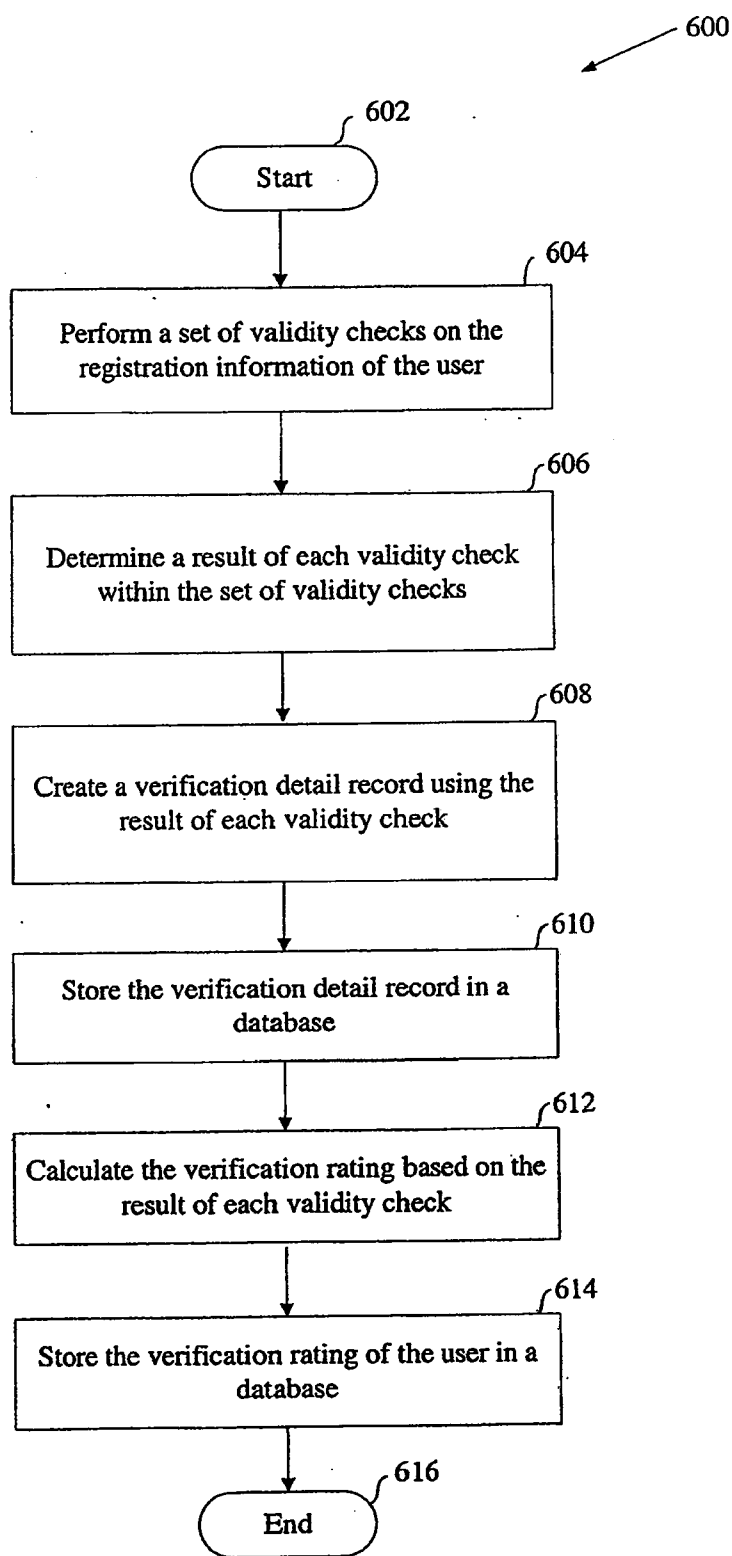 600
602
Start
604
Perform a set of validity checks on the
registration information of the user
606
Determine a result of each validity check
within the set of validity checks
608
Create a verification detail record using the
result of each validity check
610
Store the verification detail record in a
database
612
Calculate the verification rating based on the
result of each validity check
614
Store the verification rating of the user in a
database
616
End